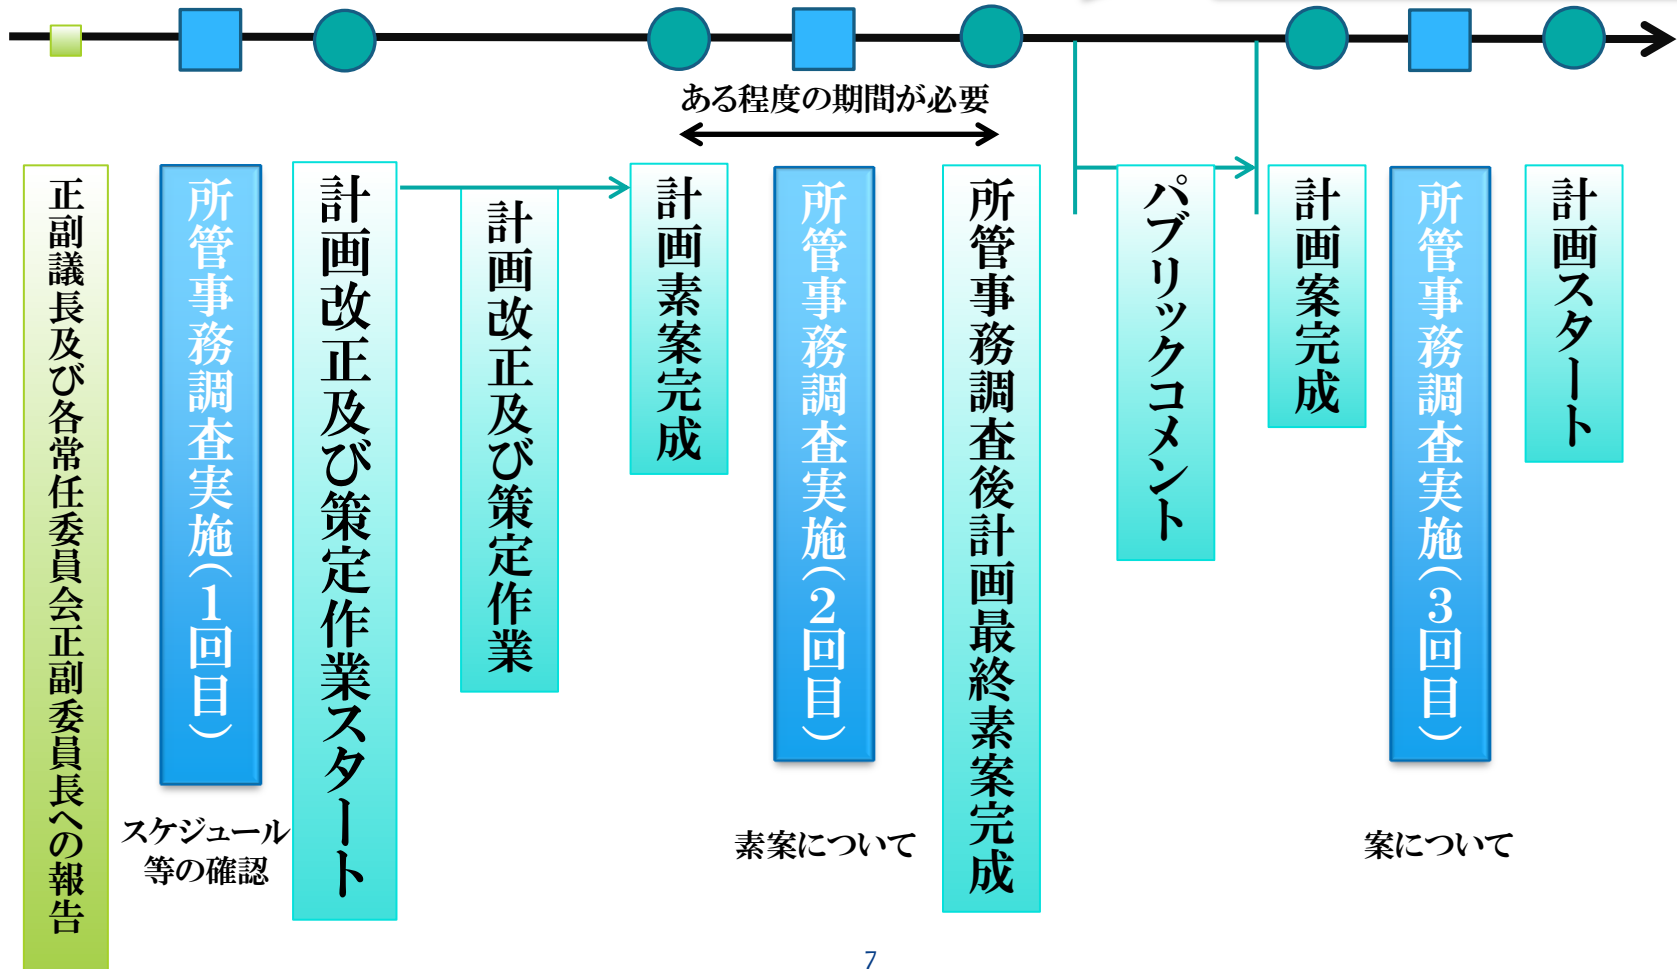 ある程度の期間が必要
正副議長及び各常任委員会正副委員長への報告
所管事務調査実施(1回目)
スケジュール
等の確認
計画改正及び策定作業スタート
計画改正及び策定作業
計画素案完成
所管事務調査実施(2回目)
素案について
所管事務調査後計画最終素案完成
パブリックコメント
計画案完成
所管事務調査実施(3回目)
案について
計画スタート
7